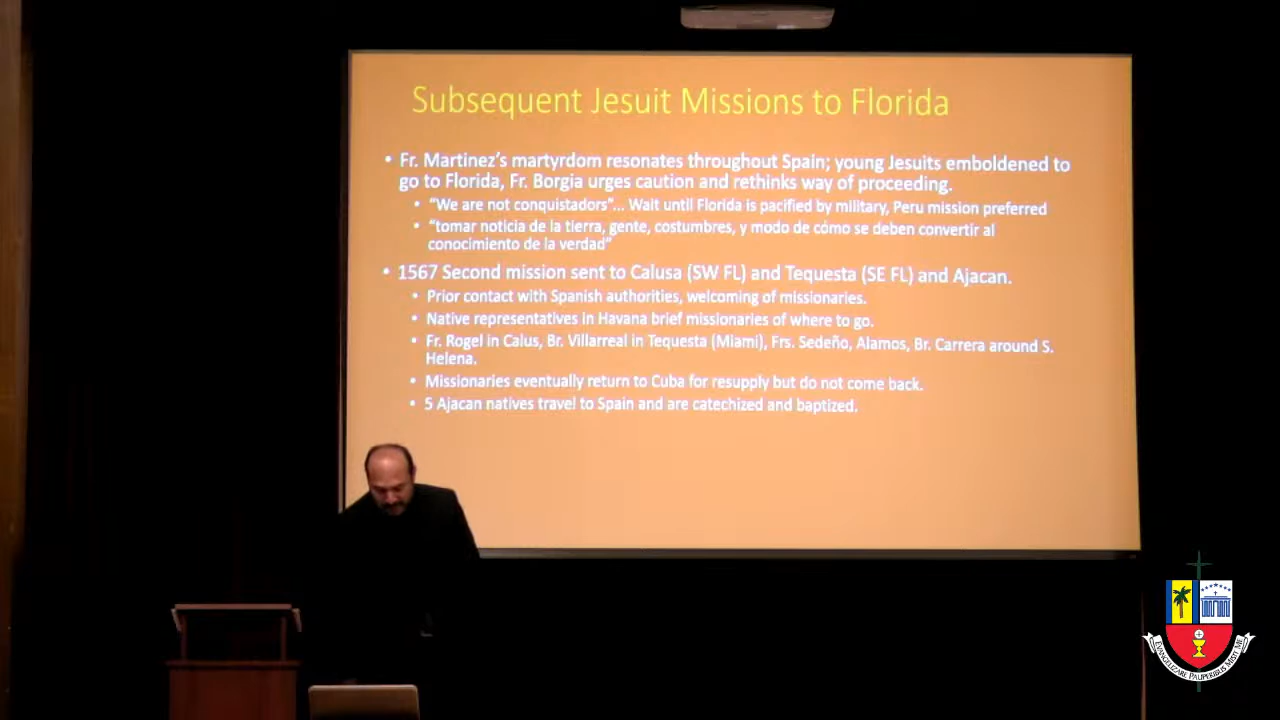 Subsequent Jesuit Missions to Florida
• Fr. Martinez's martyrdom resonates throughout Spain; young Jesuits emboldened to
go to Florida, Fr. Borgia urges caution and rethinks way of proceeding.
• "We are not conquistadors"... Wait until Florida is pacified by military, Peru mission preferred
• "tomar noticia de la tierra, gente, costumbres, y modo de cómo se deben convertir al
conocimiento de la verdad"
• 1567 Second mission sent to Calusa (SW FL) and Tequesta (SE FL) and Ajacan.
• Prior contact with Spanish authorities, welcoming of missionaries.
• Native representatives in Havana brief missionaries of where to go.
• Fr. Rogel in Calus, Br. Villarreal in Tequesta (Miami), Frs. Sedeño, Alamos, Br. Carrera around S.
Helena.
• Missionaries eventually return to Cuba for resupply but do not come back.
• 5 Ajacan natives travel to Spain and are catechized and baptized.
Evangelizare Pauperibus Misit Me